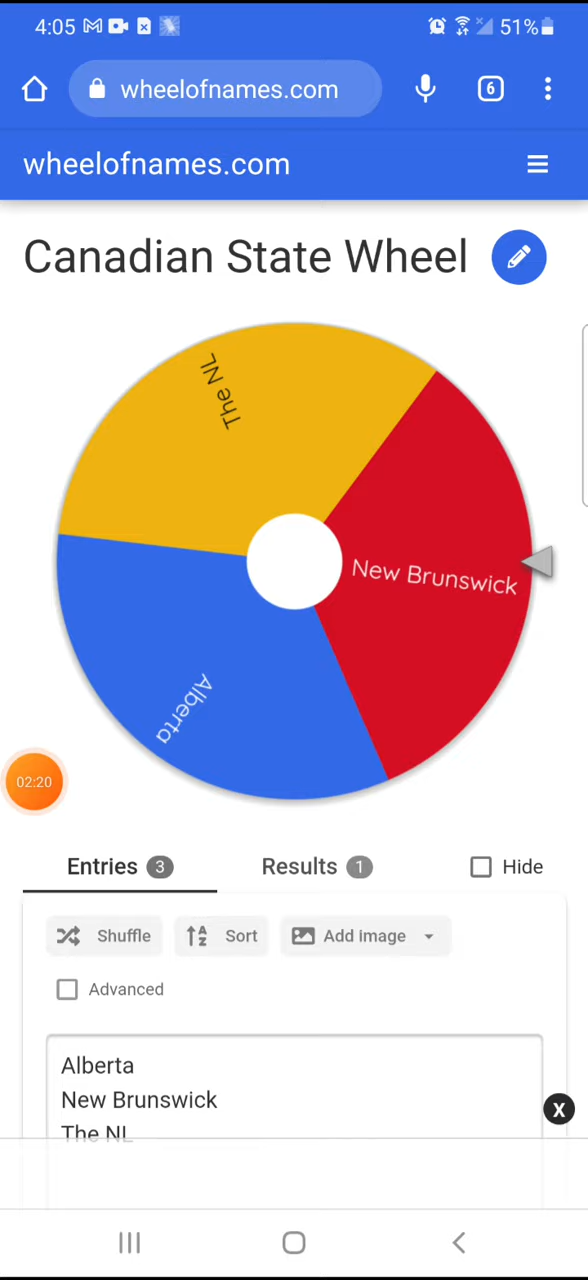 4:05
51%
wheelofnames.com
6
wheelofnames.com
Canadian State Wheel
The NL
New Brunswick
Alberta
02:20
Entries 3 Results 1 Hide
Shuffle Sort Add image
Advanced
Alberta
New Brunswick
The NL
X